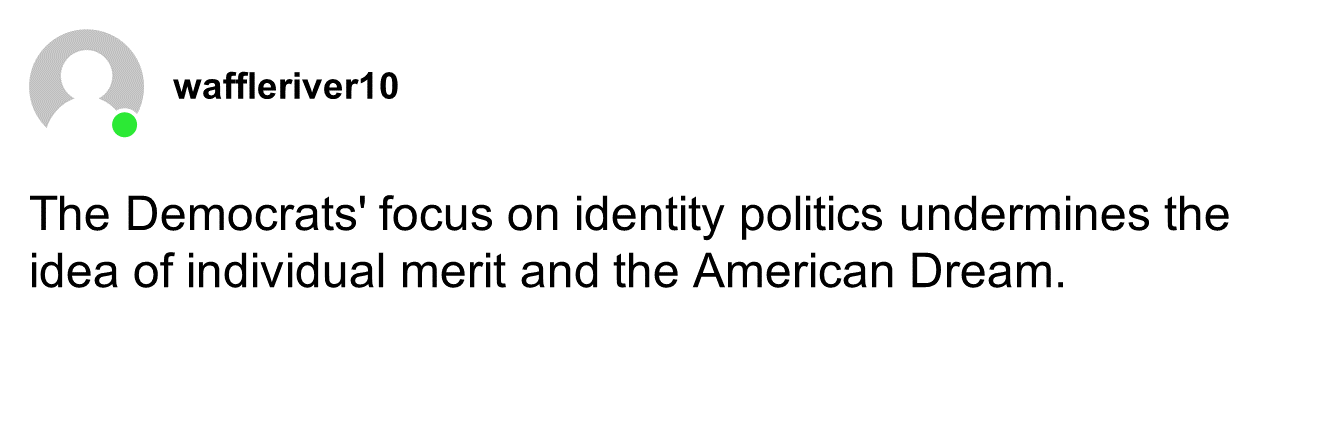 waffleriver10
The Democrats' focus on identity politics undermines the
idea of individual merit and the American Dream.